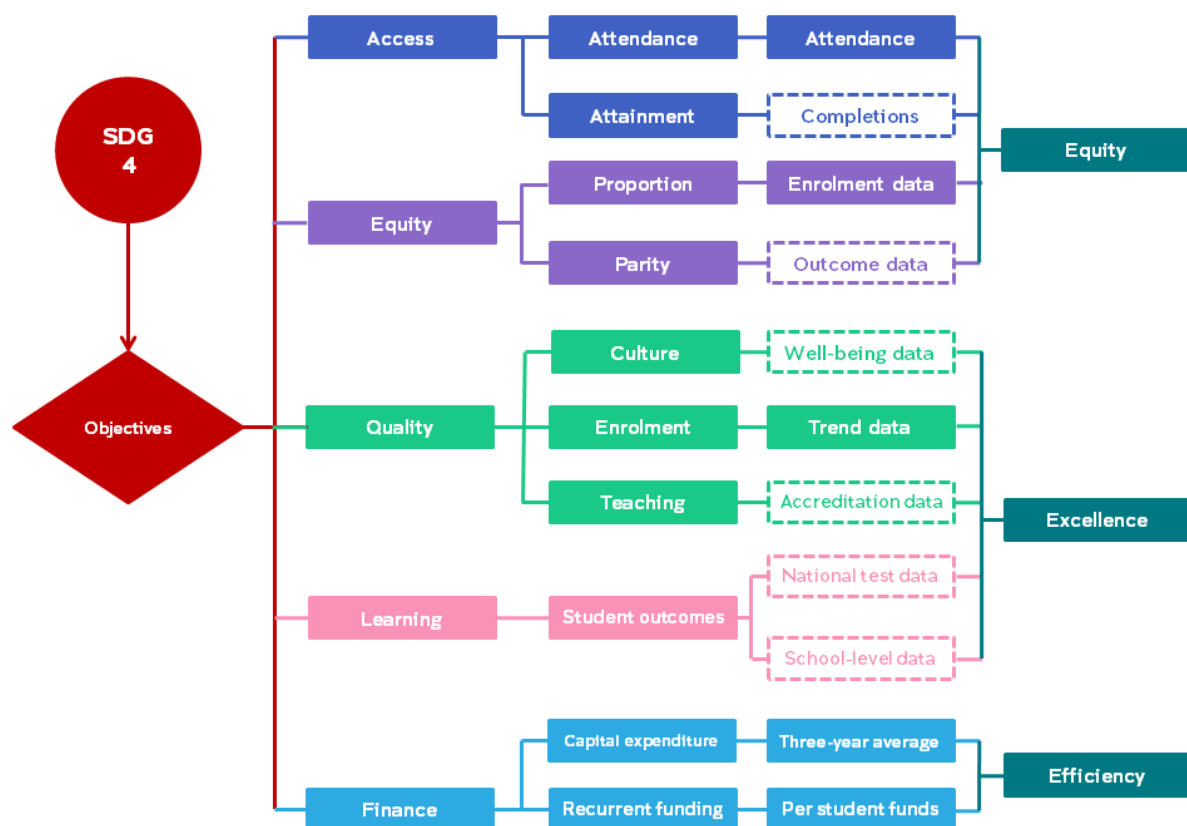 SDG
4
Objectives
Access
Attendance
Attendance
Attainment
Completions
Equity
Proportion
Enrolment data
Equity
Parity
Outcome data
Culture
Well-being data
Quality
Enrolment
Trend data
Teaching
Accreditation data
Excellence
National test data
Learning
Student outcomes
School-level data
Capital expenditure
Three-year average
Efficiency
Finance
Recurrent funding
Per student funds